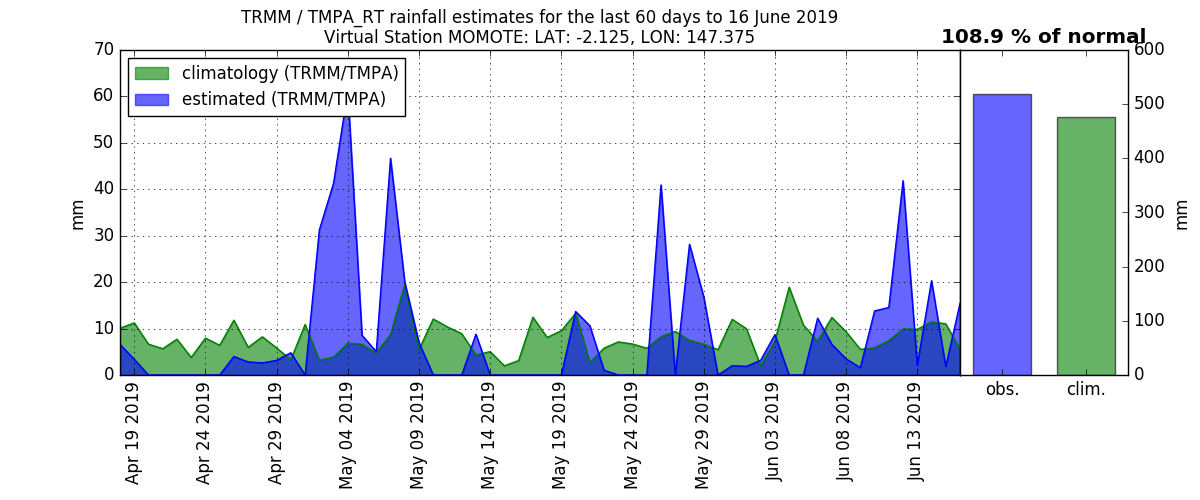 TRMM / TMPA_RT rainfall estimates for the last 60 days to 16 June 2019
Virtual Station MOMOTE: LAT: -2.125, LON: 147.375
108.9 % of normal
climatology (TRMM/TMPA)
estimated (TRMM/TMPA)
70
60
50
40
30
20
10
0
mm
Apr 19 2019
Apr 24 2019
Apr 29 2019
May 04 2019
May 09 2019
May 14 2019
May 19 2019
May 24 2019
May 29 2019
Jun 03 2019
Jun 08 2019
Jun 13 2019
600
500
400
300
200
100
0
mm
obs.
clim.